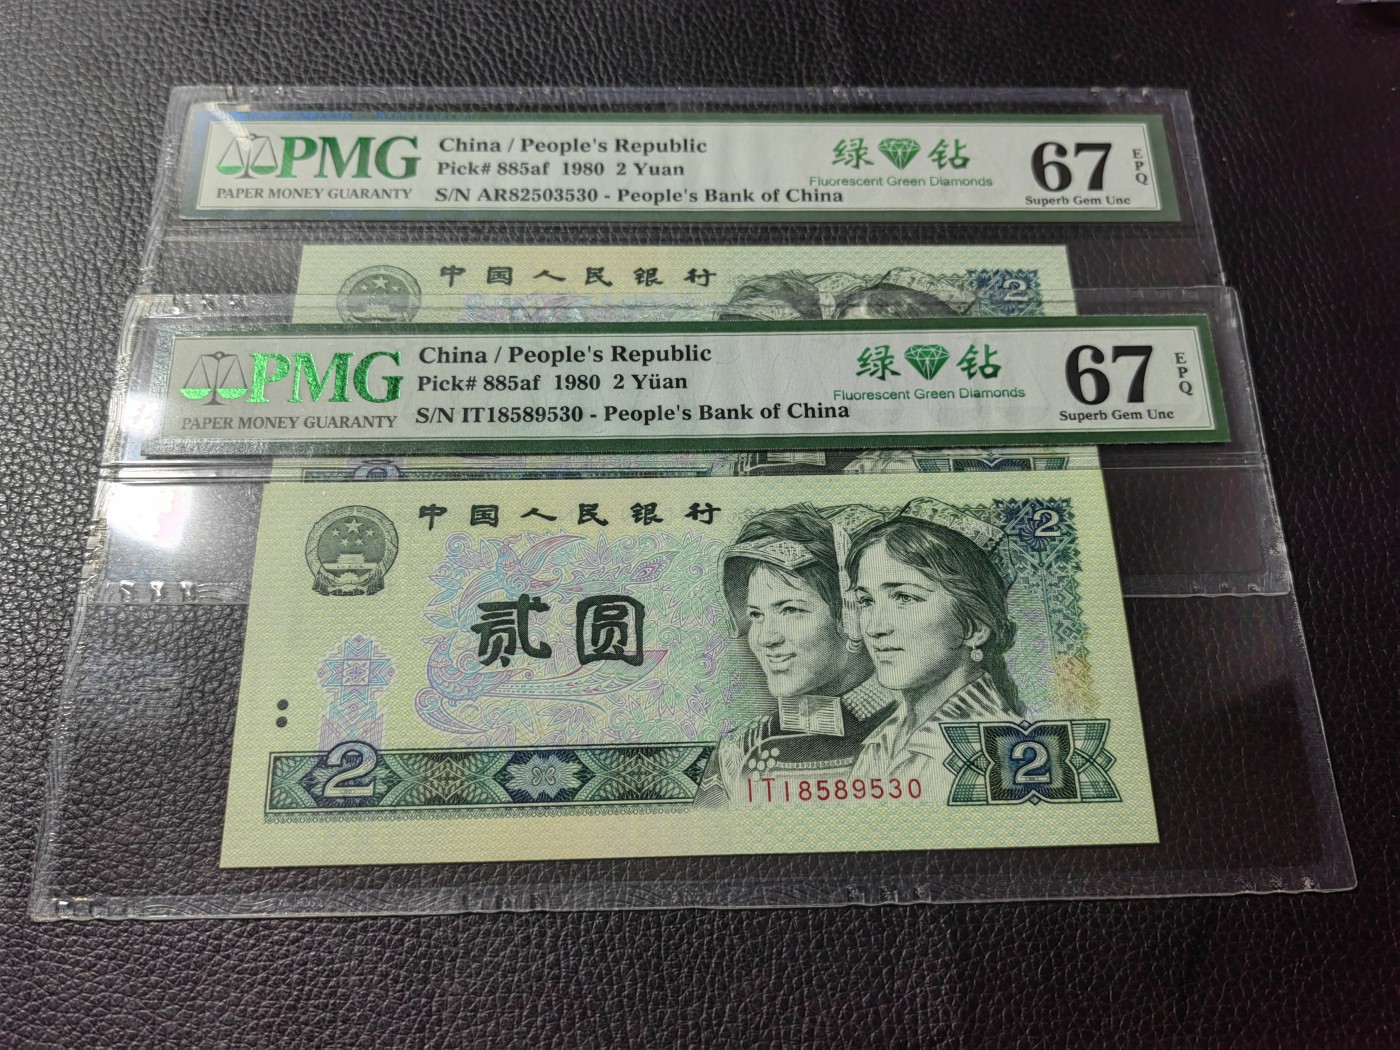 PMG
PAPER MONEY GUARANTY
China / People's Republic
Pick# 885af 1980 2 Yuan
S/N AR82503530 - People's Bank of China
绿 钻
Fluorescent Green Diamonds
67
EPQ
Superb Gem Unc
中国人民银行
2
PMG
PAPER MONEY GUARANTY
China / People's Republic
Pick# 885af 1980 2 Yüan
S/N IT18589530 - People's Bank of China
绿 钻
Fluorescent Green Diamonds
67
EPQ
Superb Gem Unc
中国人民银行
2
贰圆
2
2
IT18589530